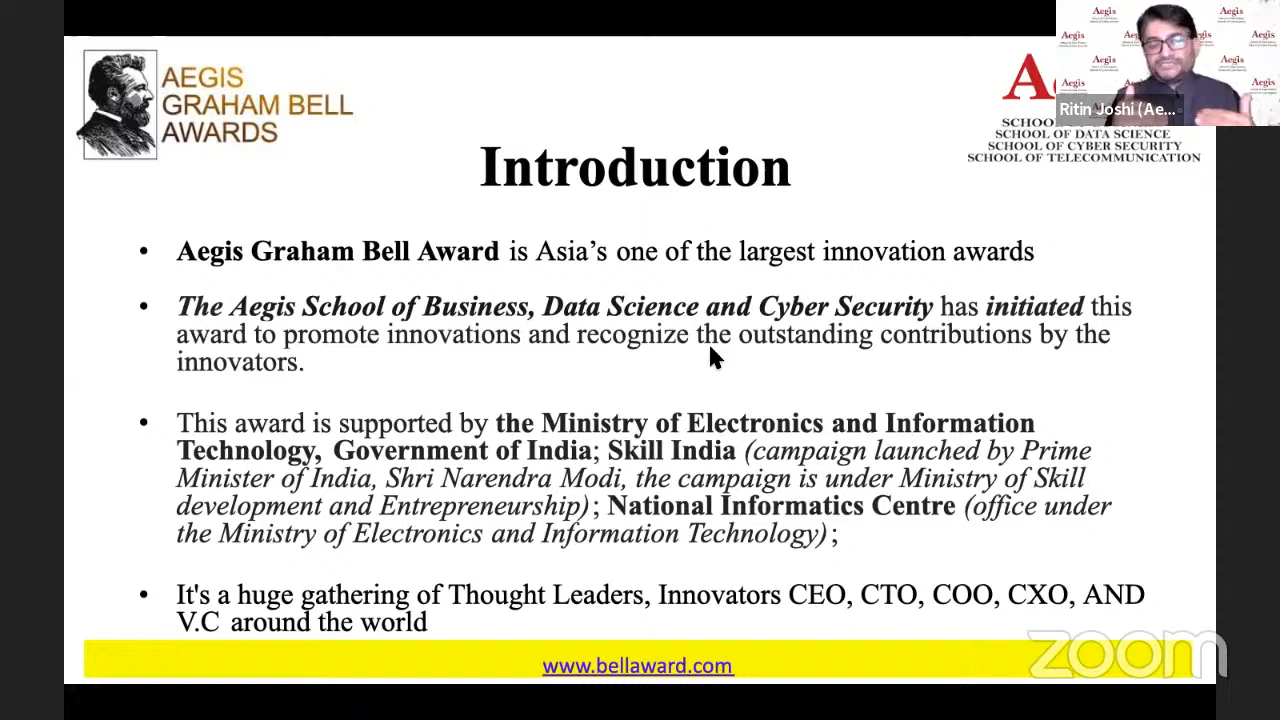 AEGIS
GRAHAM BELL
AWARDS
Aegis
Aegis
Aegis
Aegis
Aegis
Aegis
Ritin Joshi (Ae...
SCHOOL OF DATA SCIENCE
SCHOOL OF CYBER SECURITY
SCHOOL OF TELECOMMUNICATION
Introduction
• Aegis Graham Bell Award is Asia’s one of the largest innovation awards
• The Aegis School of Business, Data Science and Cyber Security has initiated this
award to promote innovations and recognize the outstanding contributions by the
innovators.
• This award is supported by the Ministry of Electronics and Information
Technology, Government of India; Skill India (campaign launched by Prime
Minister of India, Shri Narendra Modi, the campaign is under Ministry of Skill
development and Entrepreneurship); National Informatics Centre (office under
the Ministry of Electronics and Information Technology);
• It's a huge gathering of Thought Leaders, Innovators CEO, CTO, COO, CXO, AND
V.C around the world
www.bellaward.com
zoom